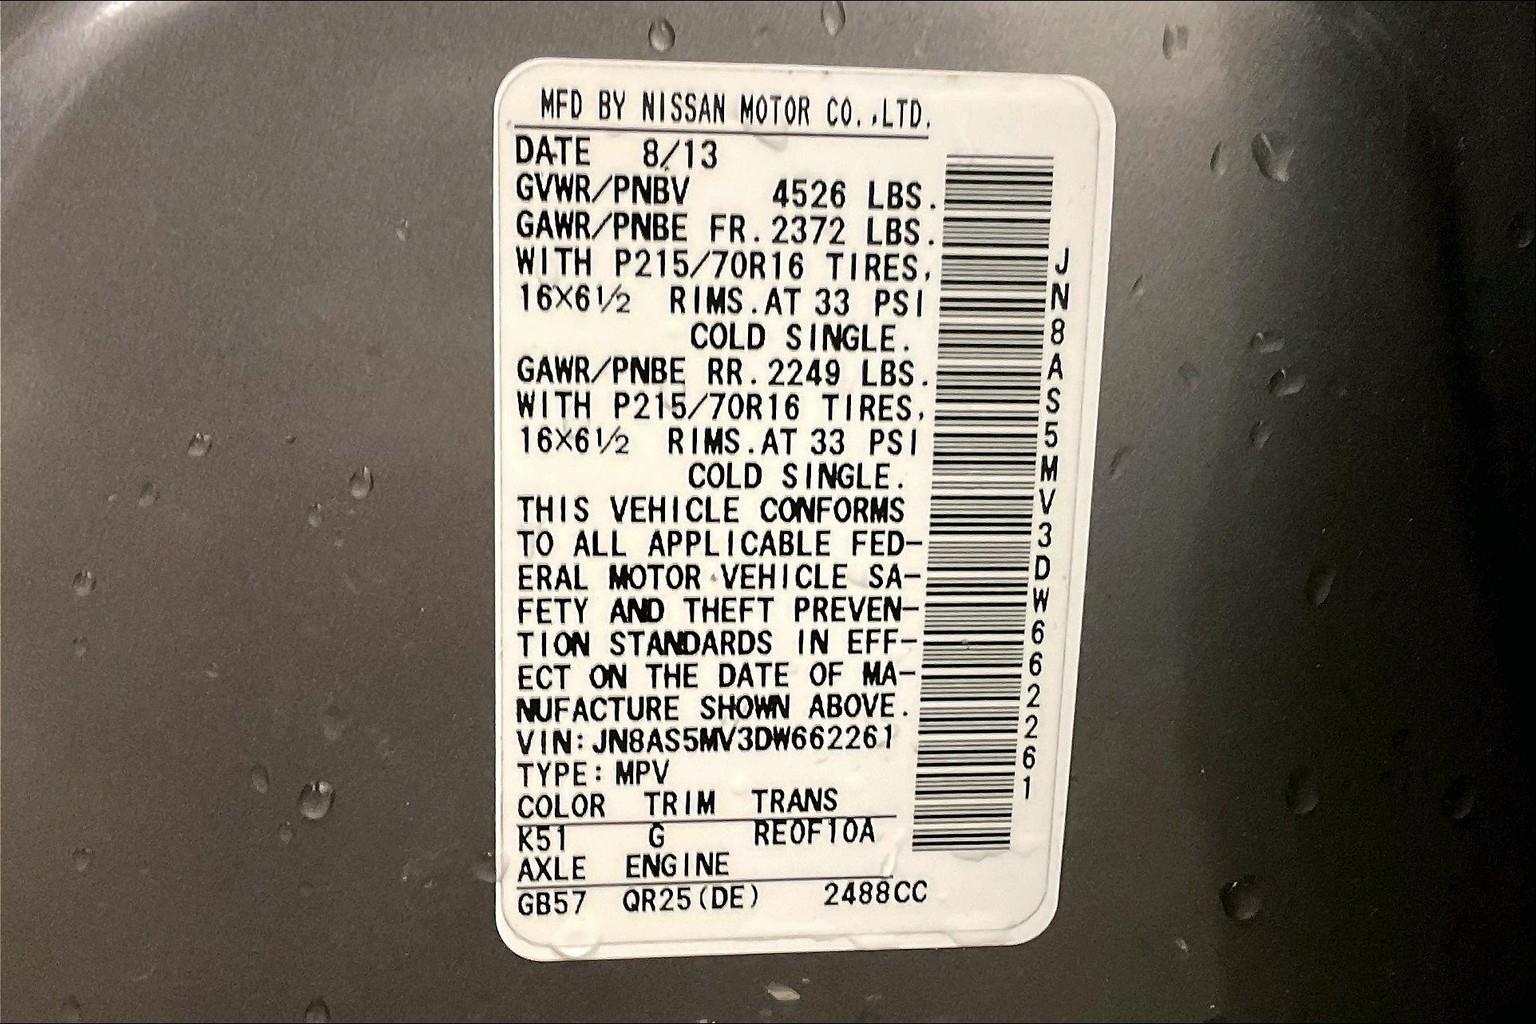 MFD BY NISSAN MOTOR CO.,LTD.
DATE 8/13
GVWR/PNBV 4526 LBS.
GAWR/PNBE FR. 2372 LBS.
WITH P215/70R16 TIRES,
16X6 1/2 RIMS. AT 33 PSI
COLD SINGLE.
GAWR/PNBE RR. 2249 LBS.
WITH P215/70R16 TIRES,
16X6 1/2 RIMS. AT 33 PSI
COLD SINGLE.
THIS VEHICLE CONFORMS
TO ALL APPLICABLE FED-
ERAL MOTOR VEHICLE SA-
FETY AND THEFT PREVEN-
TION STANDARDS IN EFF-
ECT ON THE DATE OF MA-
NUFACTURE SHOWN ABOVE.
VIN: JN8AS5MV3DW662261
TYPE: MPV
COLOR TRIM TRANS
K51 G RE0F10A
AXLE ENGINE
GB57 QR25(DE) 2488CC
JN8AS5MV3DW662261